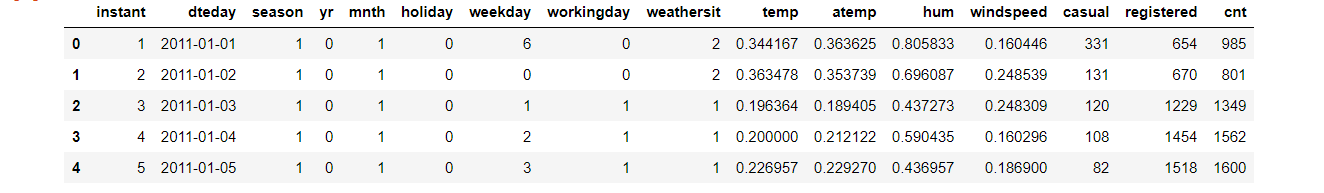 instant dteday season yr mnth holiday weekday workingday weathersit temp atemp hum windspeed casual registered cnt
0 1 2011-01-01 1 0 1 0 6 0 2 0.344167 0.363625 0.805833 0.160446 331 654 985
1 2 2011-01-02 1 0 1 0 0 0 2 0.363478 0.353739 0.696087 0.248539 131 670 801
2 3 2011-01-03 1 0 1 0 1 1 1 0.196364 0.189405 0.437273 0.248309 120 1229 1349
3 4 2011-01-04 1 0 1 0 2 1 1 0.200000 0.212122 0.590435 0.160296 108 1454 1562
4 5 2011-01-05 1 0 1 0 3 1 1 0.226957 0.229270 0.436957 0.186900 82 1518 1600